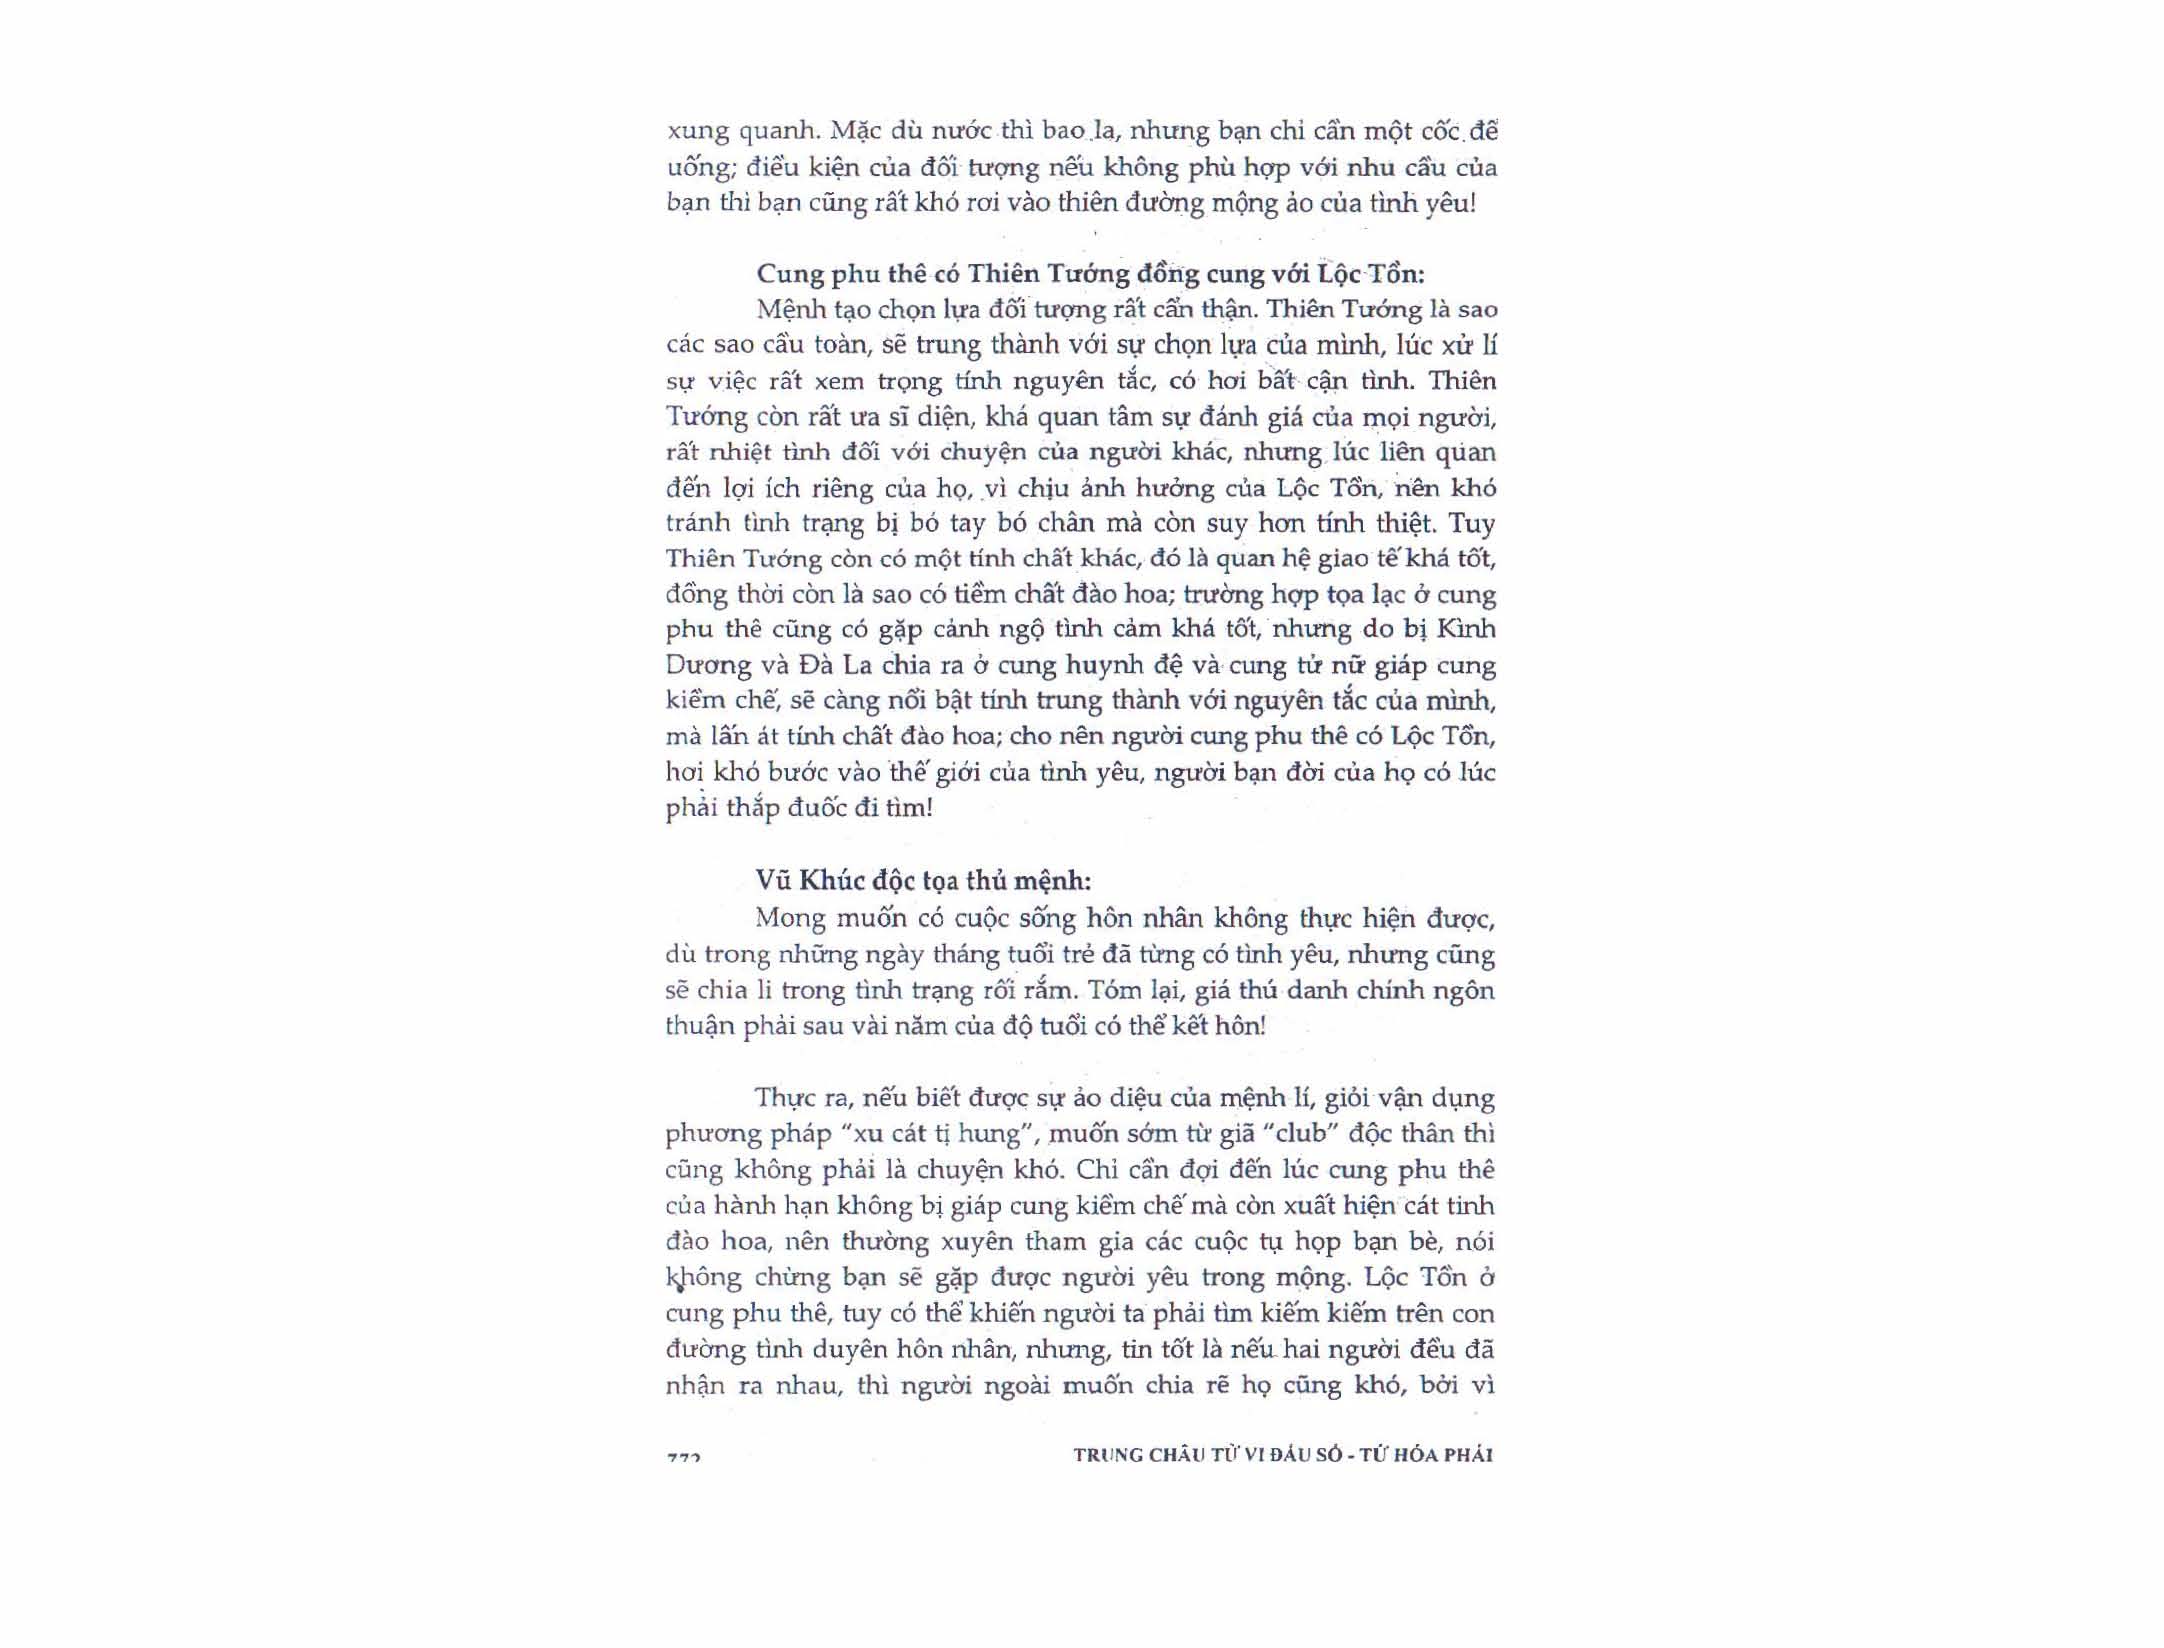 xung quanh. Mặc dù nước thì bao la, nhưng bạn chỉ cần một cốc để
uống; điều kiện của đối tượng nếu không phù hợp với nhu cầu của
bạn thì bạn cũng rất khó rơi vào thiên đường mộng ảo của tình yêu!
Cung phu thê có Thiên Tướng đồng cung với Lộc Tồn:
Mệnh tạo chọn lựa đối tượng rất cẩn thận. Thiên Tướng là sao
các sao cầu toàn, sẽ trung thành với sự chọn lựa của mình, lúc xử lí
sự việc rất xem trọng tính nguyên tắc, có hơi bất cận tình. Thiên
Tướng còn rất ưa sĩ diện, khá quan tâm sự đánh giá của mọi người,
rất nhiệt tình đối với chuyện của người khác, nhưng lúc liên quan
đến lợi ích riêng của họ, vì chịu ảnh hưởng của Lộc Tồn, nên khó
tránh tình trạng bị bó tay bó chân mà còn suy hơn tính thiệt. Tuy
Thiên Tướng còn có một tính chất khác, đó là quan hệ giao tế khá tốt,
đồng thời còn là sao có tiềm chất đào hoa; trường hợp tọa lạc ở cung
phu thê cũng có gặp cảnh ngộ tình cảm khá tốt, nhưng do bị Kình
Dương và Đà La chia ra ở cung huynh đệ và cung tử nữ giáp cung
kiềm chế, sẽ càng nổi bật tính trung thành với nguyên tắc của mình,
mà lấn át tính chất đào hoa; cho nên người cung phu thê có Lộc Tồn,
hơi khó bước vào thế giới của tình yêu, người bạn đời của họ có lúc
phải thắp đuốc đi tìm!
Vũ Khúc độc tọa thủ mệnh:
Mong muốn có cuộc sống hôn nhân không thực hiện được,
dù trong những ngày tháng tuổi trẻ đã từng có tình yêu, nhưng cũng
sẽ chia li trong tình trạng rối rắm. Tóm lại, giá thú danh chính ngôn
thuận phải sau vài năm của độ tuổi có thể kết hôn!
Thực ra, nếu biết được sự ảo diệu của mệnh lí, giỏi vận dụng
phương pháp "xu cát tị hung", muốn sớm từ giã "club" độc thân thì
cũng không phải là chuyện khó. Chỉ cần đợi đến lúc cung phu thê
của hành hạn không bị giáp cung kiềm chế mà còn xuất hiện cát tinh
đào hoa, nên thường xuyên tham gia các cuộc tụ họp bạn bè, nói
không chừng bạn sẽ gặp được người yêu trong mộng. Lộc Tồn ở
cung phu thê, tuy có thể khiến người ta phải tìm kiếm kiếm trên con
đường tình duyên hôn nhân, nhưng, tin tốt là nếu hai người đều đã
nhận ra nhau, thì người ngoài muốn chia rẽ họ cũng khó, bởi vì
TRUNG CHÂU TỬ VI ĐẨU SỐ - TỨ HÓA PHÁI